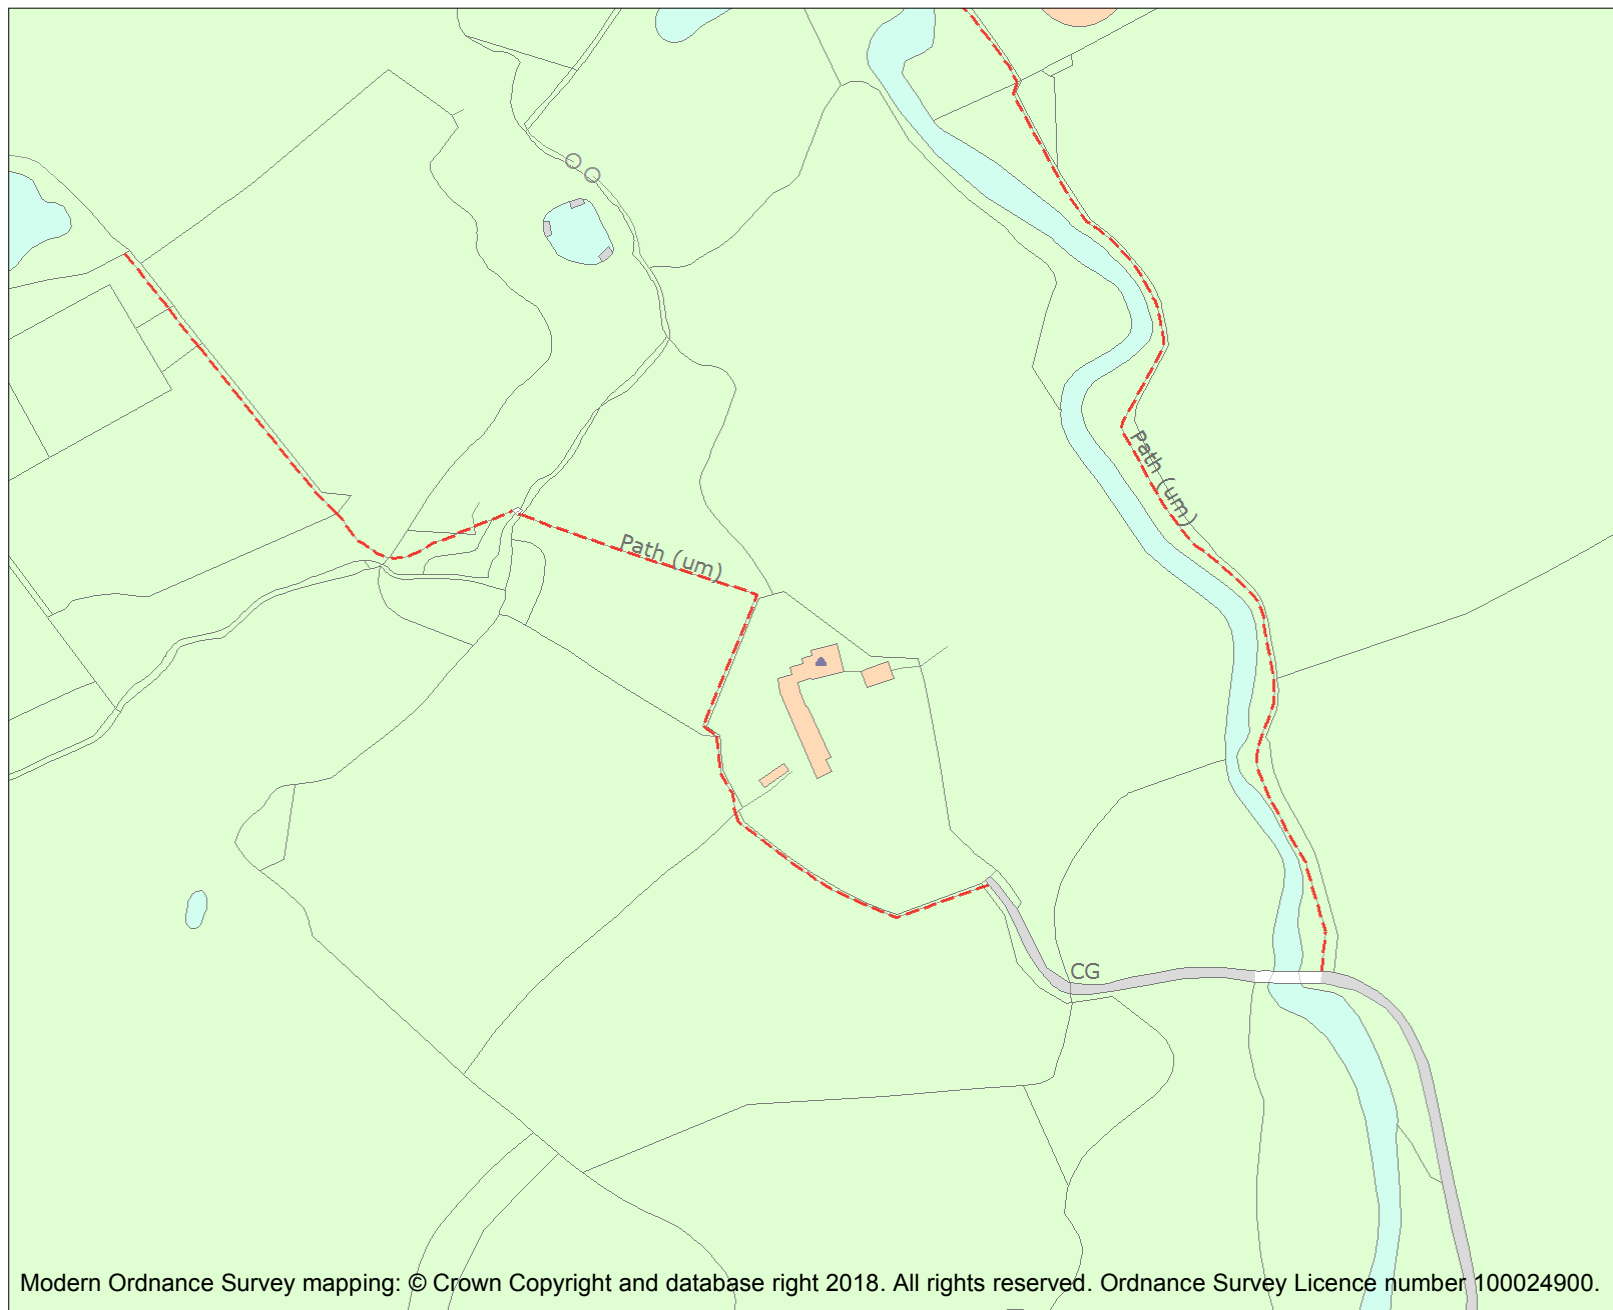 Path (um)
Path (um)
CG
Modern Ordnance Survey mapping: © Crown Copyright and database right 2018. All rights reserved. Ordnance Survey Licence number 100024900.